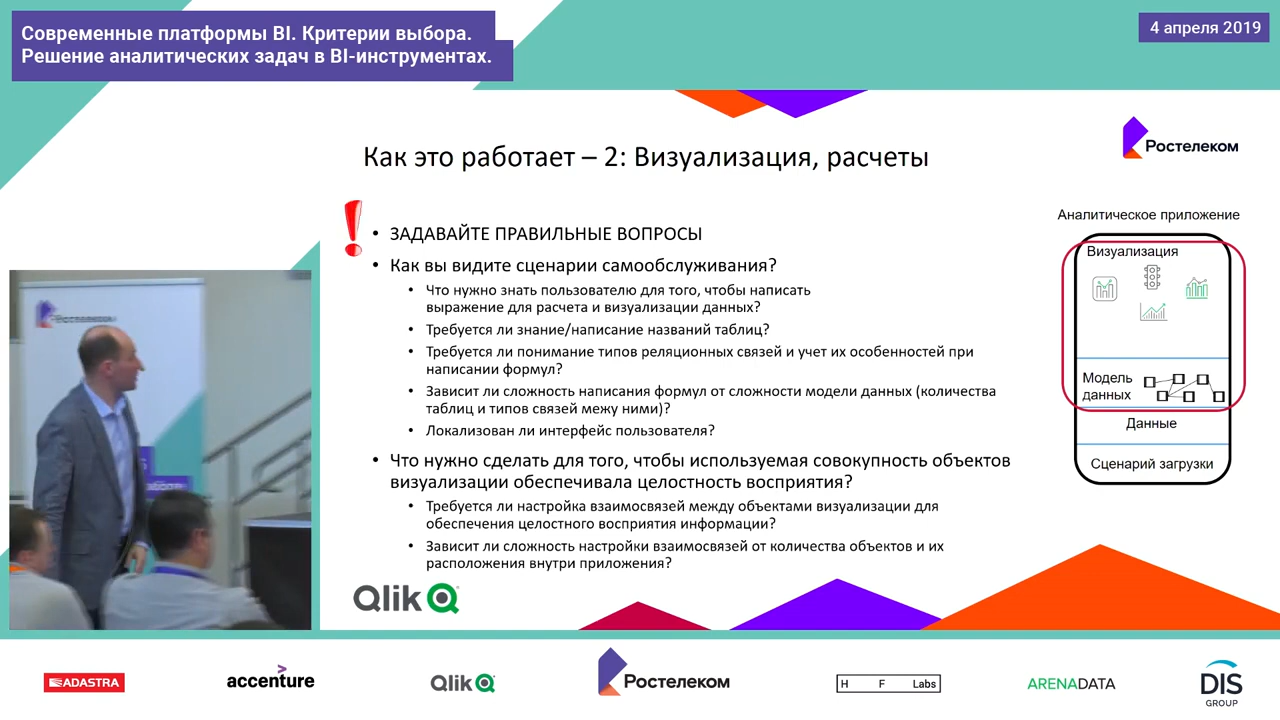 Современные платформы BI. Критерии выбора.
Решение аналитических задач в BI-инструментах.
4 апреля 2019
Ростелеком
Как это работает – 2: Визуализация, расчеты
ЗАДАВАЙТЕ ПРАВИЛЬНЫЕ ВОПРОСЫ
Как вы видите сценарии самообслуживания?
Что нужно знать пользователю для того, чтобы написать
выражение для расчета и визуализации данных?
Требуется ли знание/написание названий таблиц?
Требуется ли понимание типов реляционных связей и учет их особенностей при
написании формул?
Зависит ли сложность написания формул от сложности модели данных (количества
таблиц и типов связей межу ними)?
Локализован ли интерфейс пользователя?
Что нужно сделать для того, чтобы используемая совокупность объектов
визуализации обеспечивала целостность восприятия?
Требуется ли настройка взаимосвязей между объектами визуализации для
обеспечения целостного восприятия информации?
Зависит ли сложность настройки взаимосвязей от количества объектов и их
расположения внутри приложения?
Аналитическое приложение
Визуализация
Модель
данных
Данные
Сценарий загрузки
Qlik
Ростелеком
ADASTRA
accenture
Qlik
Ростелеком
H F Labs
ARENADATA
DIS
GROUP